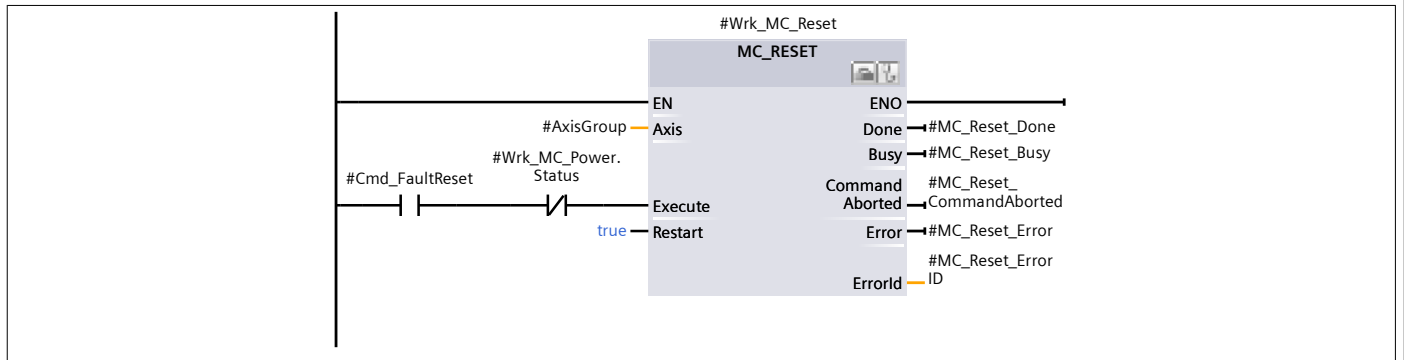 #Wrk_MC_Reset
MC_RESET
EN
ENO
#AxisGroup
Axis
Done
#MC_Reset_Done
Busy
#MC_Reset_Busy
#Cmd_FaultReset
#Wrk_MC_Power.
Status
Execute
Command
Aborted
#MC_Reset_
CommandAborted
true
Restart
Error
#MC_Reset_Error
ErrorId
#MC_Reset_Error
ID